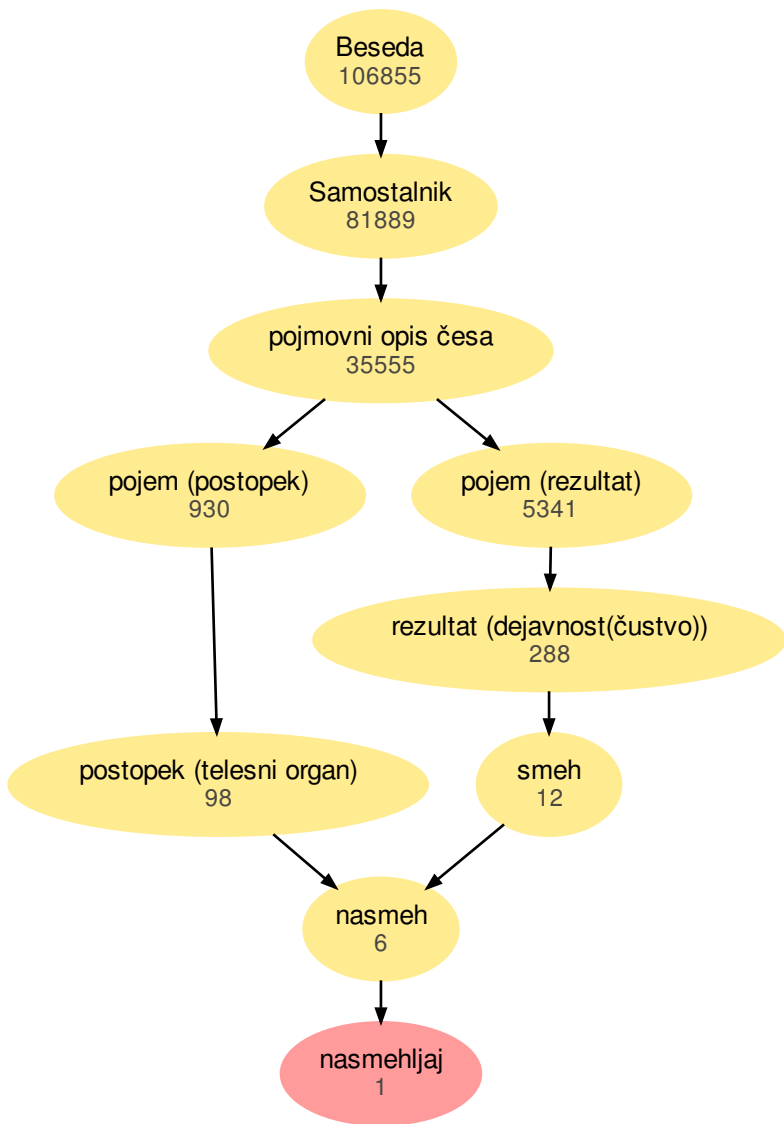 Beseda
106855
Samostalnik
81889
pojmovni opis česa
35555
pojem (postopek)
930
pojem (rezultat)
5341
rezultat (dejavnost(čustvo))
288
postopek (telesni organ)
98
smeh
12
nasmeh
6
nasmehljaj
1